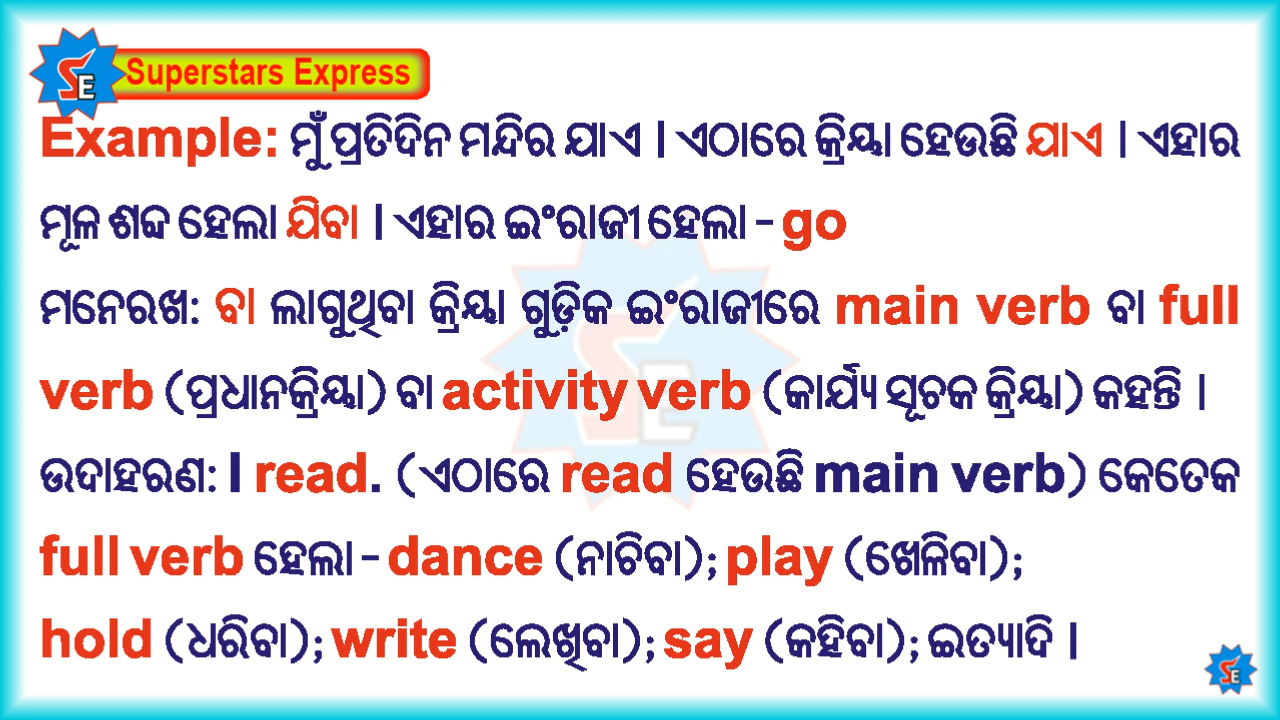 SE Superstars Express
Example: ମୁଁ ପ୍ରତିଦିନ ମନ୍ଦିର ଯାଏ । ଏଠାରେ କ୍ରିୟା ହେଉଛି ଯାଏ । ଏହାର
ମୂଳ ଶବ୍ଦ ହେଲା ଯିବା । ଏହାର ଇଂରାଜୀ ହେଲା - go
ମନେରଖ: ବା ଲାଗୁଥିବା କ୍ରିୟା ଗୁଡ଼ିକ ଇଂରାଜୀରେ main verb ବା full
verb (ପ୍ରଧାନକ୍ରିୟା) ବା activity verb (କାର୍ଯ୍ୟ ସୂଚକ କ୍ରିୟା) କହନ୍ତି ।
ଉଦାହରଣ: I read. (ଏଠାରେ read ହେଉଛି main verb) କେତେକ
full verb ହେଲା - dance (ନାଚିବା); play (ଖେଳିବା);
hold (ଧରିବା); write (ଲେଖିବା); say (କହିବା); ଇତ୍ୟାଦି ।
SE